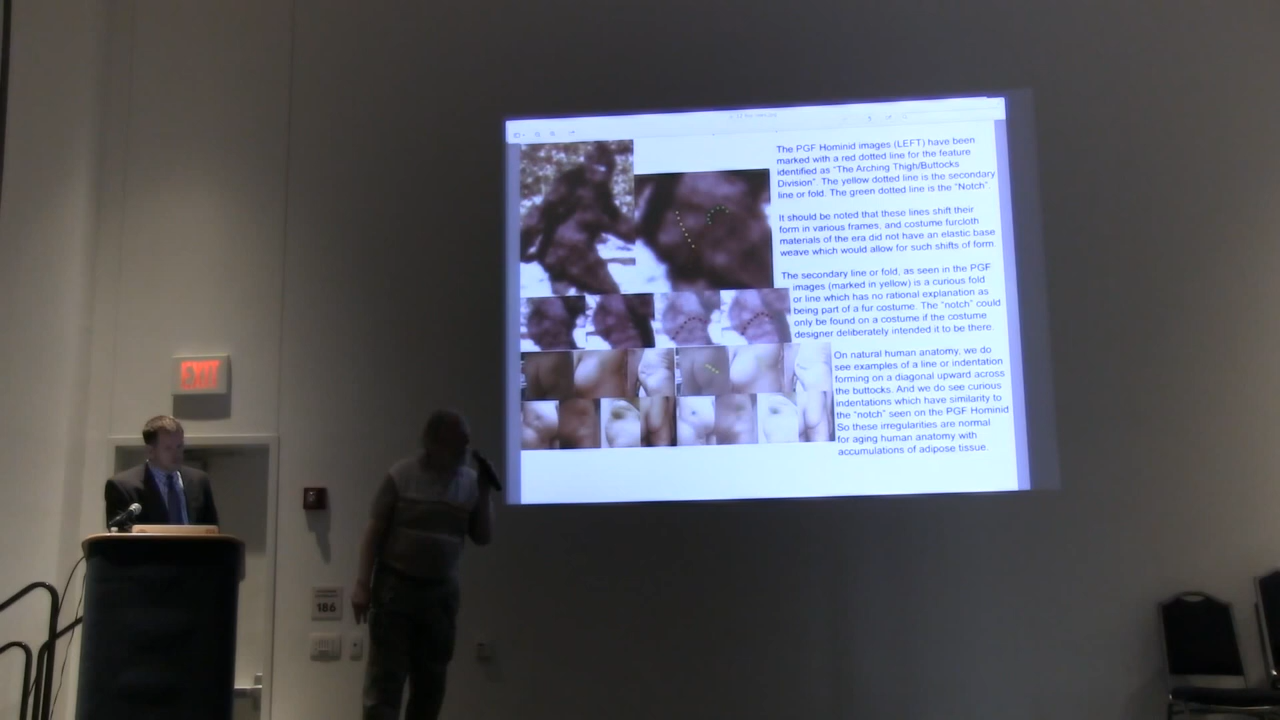 The PGF Hominid images (LEFT) have been
marked with a red dotted line for the feature
identified as "The Arching Thigh/Buttocks
Division". The yellow dotted line is the secondary
line or fold. The green dotted line is the "Notch".
It should be noted that these lines shift their
form in various frames, and costume furcloth
materials of the era did not have an elastic base
weave which would allow for such shifts of form.
The secondary line or fold, as seen in the PGF
images (marked in yellow) is a curious fold
or line which has no rational explanation as
being part of a fur costume. The "notch" could
only be found on a costume if the costume
designer deliberately intended it to be there.
On natural human anatomy, we do
see examples of a line or indentation
forming on a diagonal upward across
the buttocks. And we do see curious
indentations which have similarity to
the "notch" seen on the PGF Hominid
So these irregularities are normal
for aging human anatomy with
accumulations of adipose tissue.
EXIT
186